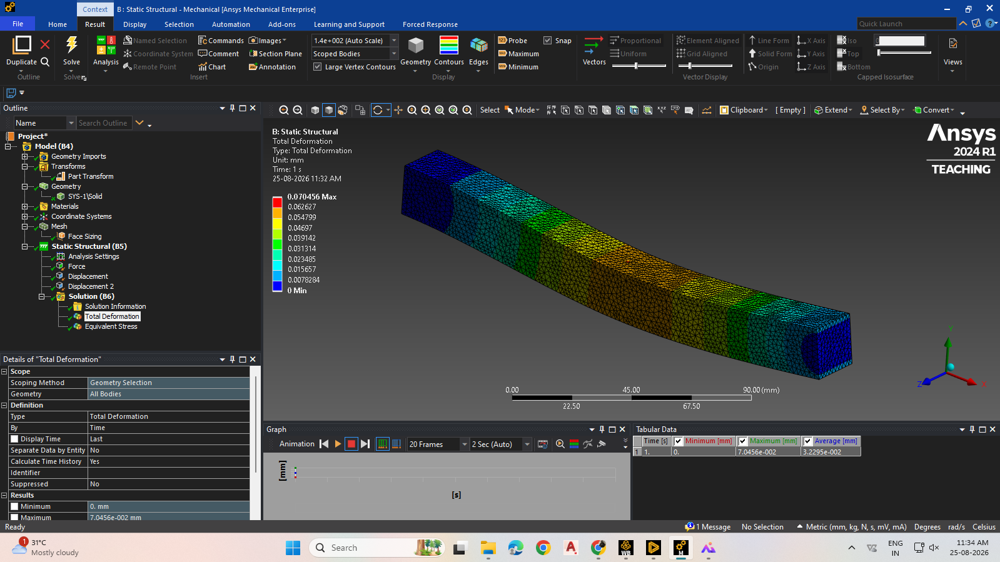 Context
B : Static Structural - Mechanical [Ansys Mechanical Enterprise]
File Home Result Display Selection Automation Add-ons Learning and Support Forced Response Quick Launch
Duplicate Outline
Solve Solve
Analysis
Named Selection
Coordinate System
Remote Point
Commands
Comment
Chart
Images
Section Plane
Annotation
Insert
1.4e+002 (Auto Scale)
Scoped Bodies
Large Vertex Contours
Geometry Contours Edges
Display
Probe
Maximum
Minimum
Snap
Vectors
Proportional
Uniform
Element Aligned
Grid Aligned
Line Form
Solid Form
Origin
X Axis
Y Axis
Z Axis
Vector Display
Iso
Top
Bottom
0
Capped Isosurface
Views
Outline
Name Search Outline
Project*
Model (B4)
Geometry Imports
Transforms
Part Transform
Geometry
SYS-1\Solid
Materials
Coordinate Systems
Mesh
Face Sizing
Static Structural (B5)
Analysis Settings
Force
Displacement
Displacement 2
Solution (B6)
Solution Information
Total Deformation
Equivalent Stress
Select Mode Clipboard [ Empty ] Extend Select By Convert
B: Static Structural
Total Deformation
Type: Total Deformation
Unit: mm
Time: 1 s
25-08-2026 11:32 AM
0.070456 Max
0.062627
0.054799
0.04697
0.039142
0.031314
0.023485
0.015657
0.0078284
0 Min
Ansys
2024 R1
TEACHING
Y
Z X
0.00 45.00 90.00 (mm)
22.50 67.50
Details of "Total Deformation"
Scope
Scoping Method Geometry Selection
Geometry All Bodies
Definition
Type Total Deformation
By Time
Display Time Last
Separate Data by Entity No
Calculate Time History Yes
Identifier
Suppressed No
Results
Minimum 0. mm
Maximum 7.0456e-002 mm
Graph
Animation 20 Frames 2 Sec (Auto)
[mm]
[s]
Tabular Data
Time [s] Minimum [mm] Maximum [mm] Average [mm]
1 1. 0. 7.0456e-002 3.2295e-002
Ready 1 Message No Selection Metric (mm, kg, N, s, mV, mA) Degrees rad/s Celsius
1
31°C
Mostly cloudy
Search
WB
M
ENG
IN
11:34 AM
25-08-2026